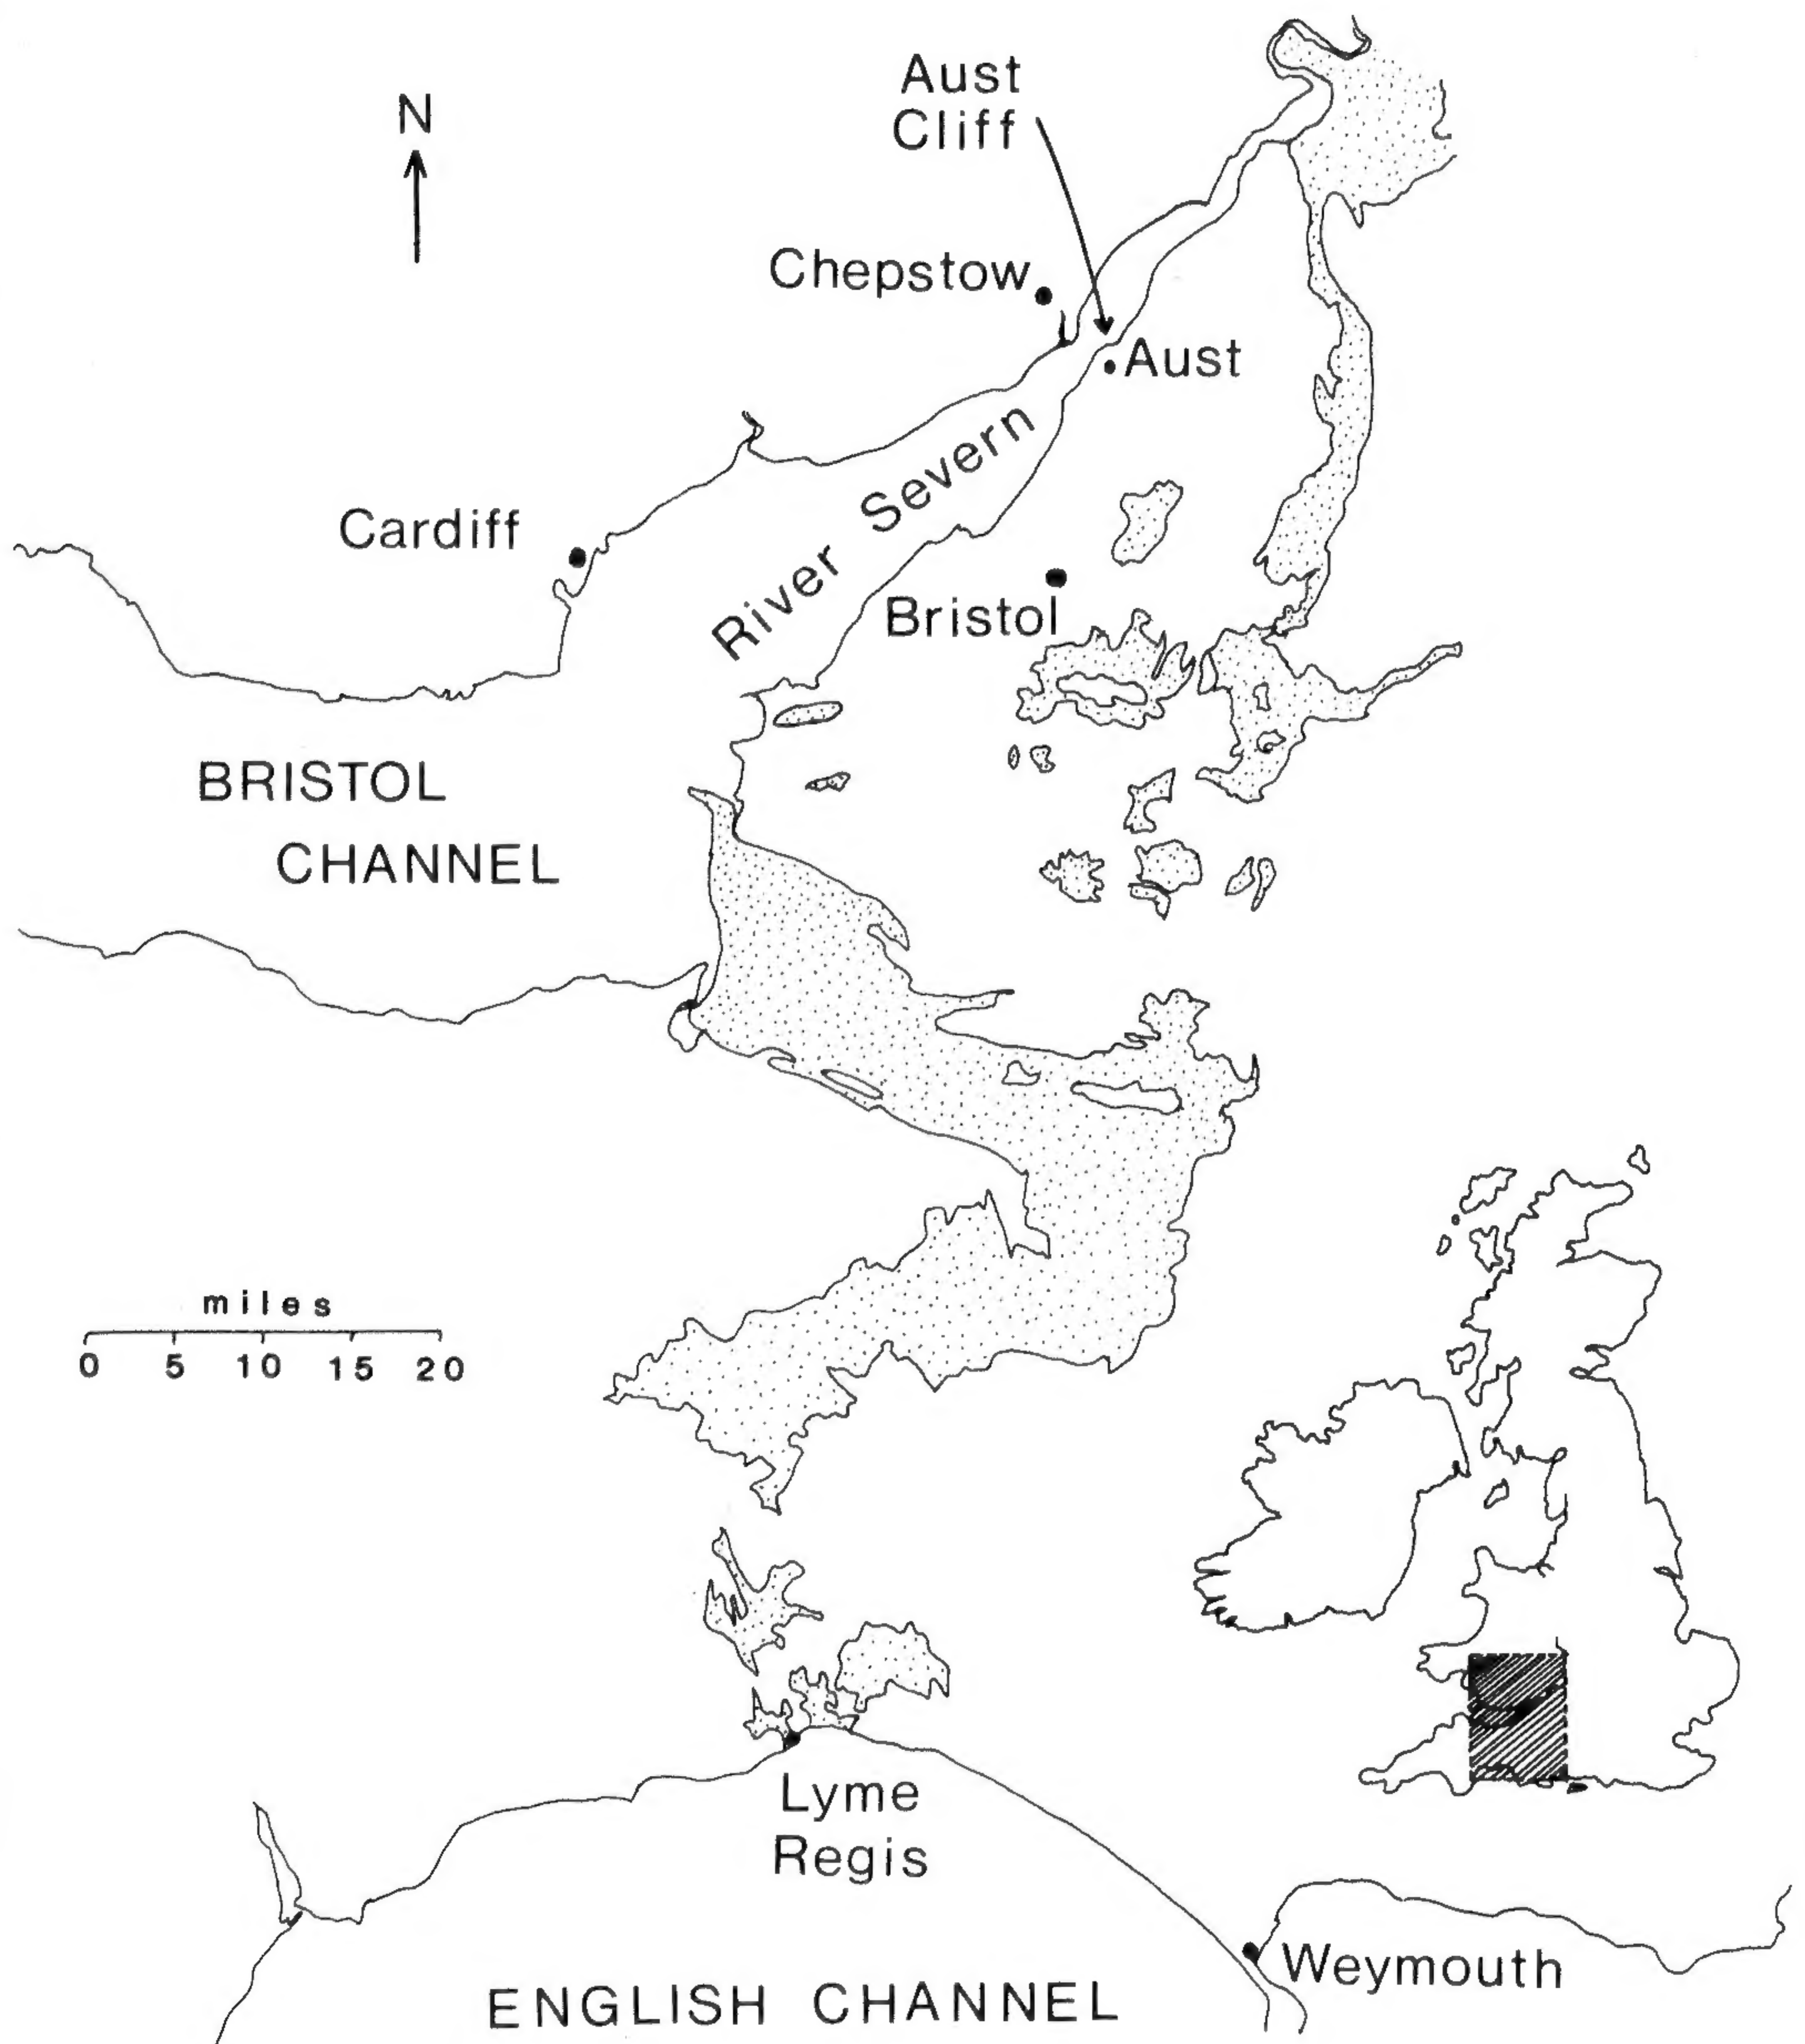 Aust
Cliff
N
Chepstow
Aust
River Severn
Cardiff
Bristol
BRISTOL
CHANNEL
miles
0 5 10 15 20
Lyme
Regis
Weymouth
ENGLISH CHANNEL